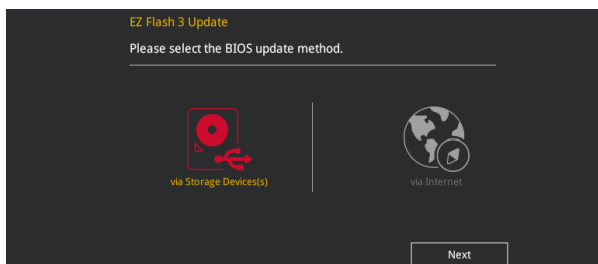 EZ Flash 3 Update
Please select the BIOS update method.
via Storage Devices(s)
via Internet
Next